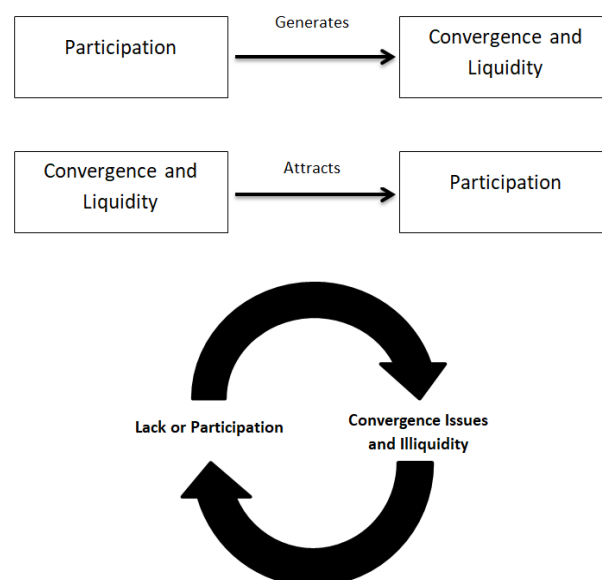 Generates
Participation
Convergence and
Liquidity
Convergence and
Liquidity
Attracts
Participation
Lack or Participation
Convergence Issues
and Illiquidity